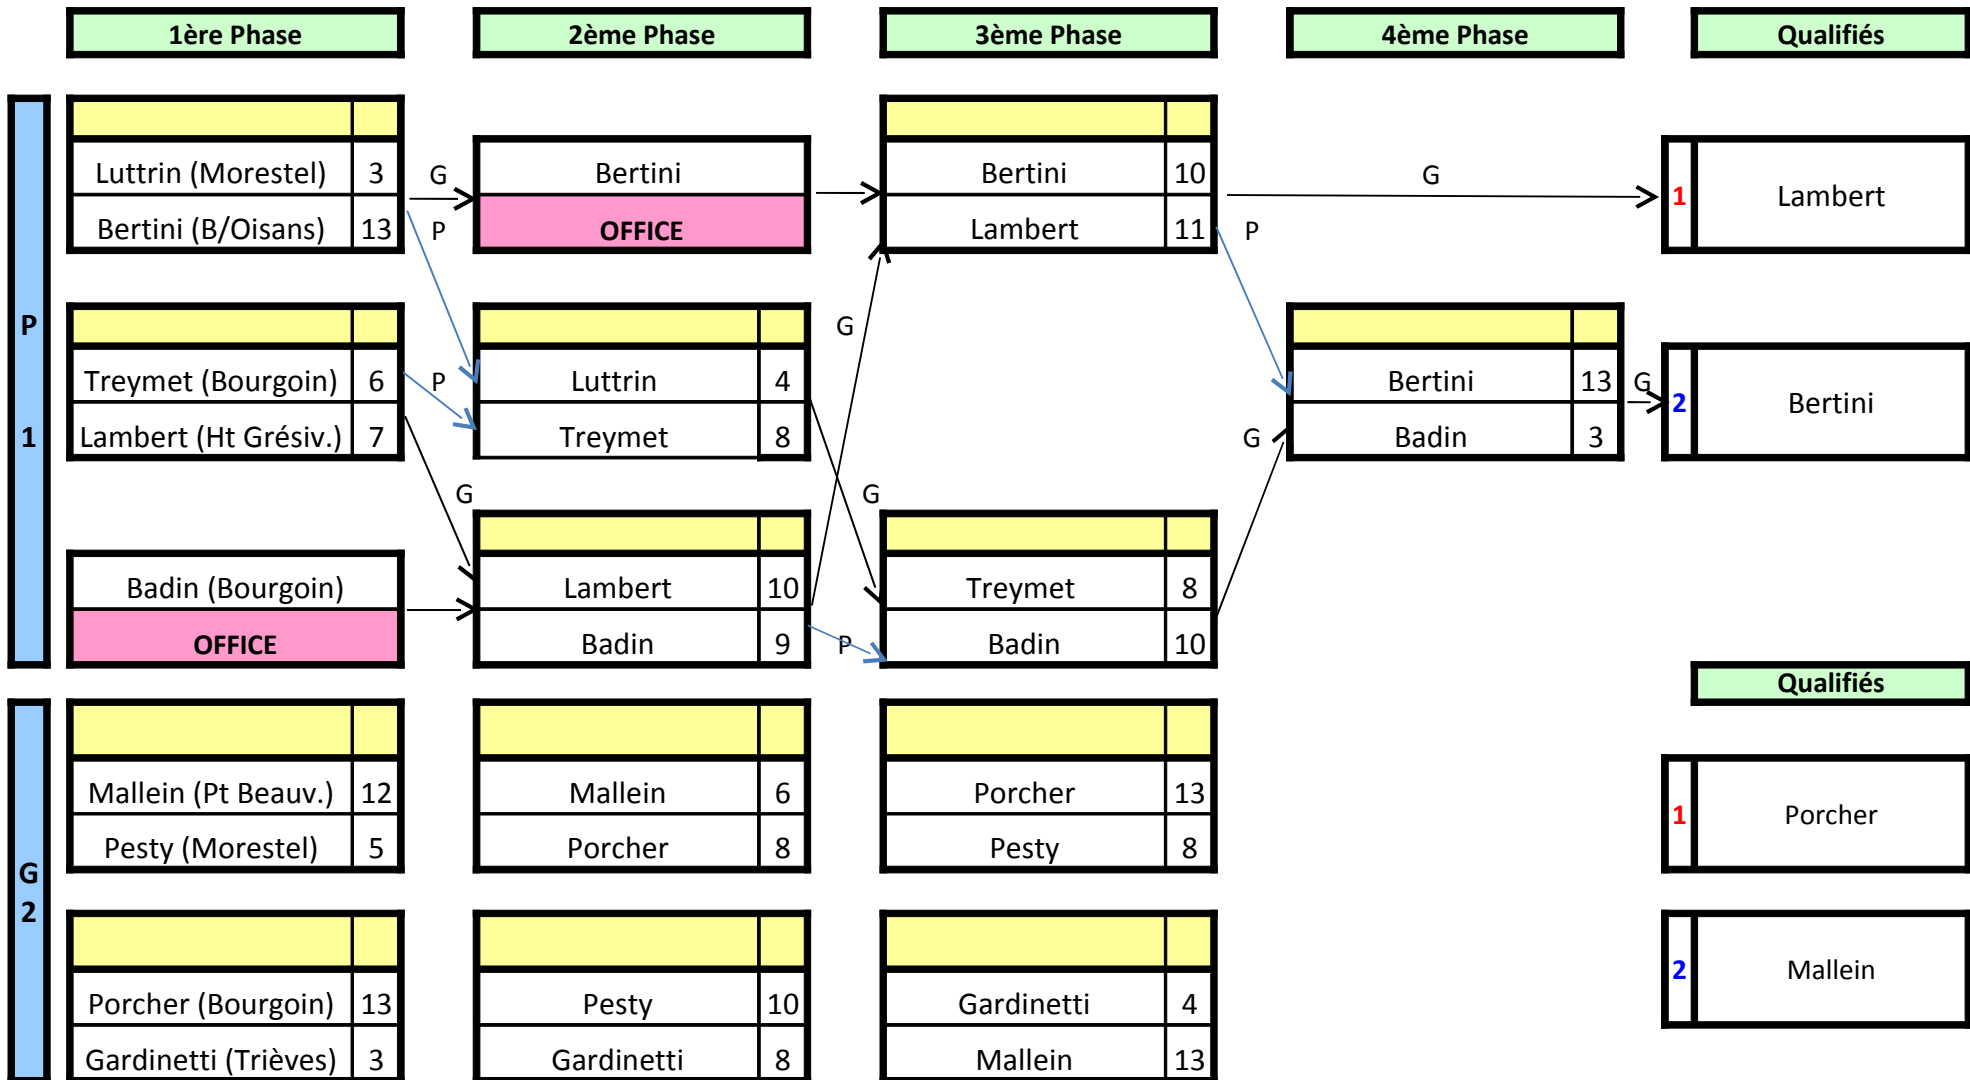 1ère Phase 2ème Phase 3ème Phase 4ème Phase Qualifiés
Luttrin (Morestel) 3 G Bertini Bertini 10 G 1 Lambert
Bertini (B/Oisans) 13 P OFFICE Lambert 11 P
P G
Treymet (Bourgoin) 6 P Luttrin 4 Bertini 13 G 2 Bertini
1 Lambert (Ht Grésiv.) 7 Treymet 8 G Badin 3
G G
Badin (Bourgoin) Lambert 10 Treymet 8
OFFICE Badin 9 P Badin 10
Qualifiés
Mallein (Pt Beauv.) 12 Mallein 6 Porcher 13 1 Porcher
Pesty (Morestel) 5 Porcher 8 Pesty 8
G
2
2 Mallein
Porcher (Bourgoin) 13 Pesty 10 Gardinetti 4
Gardinetti (Trièves) 3 Gardinetti 8 Mallein 13